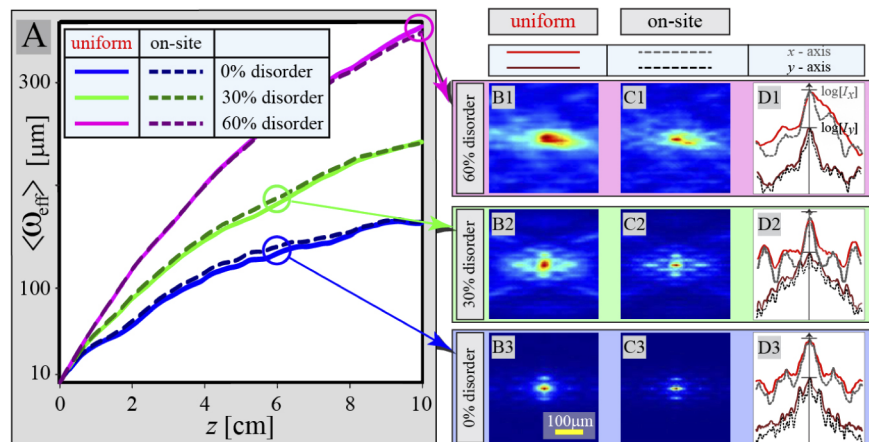 A
uniform on-site
0% disorder
30% disorder
60% disorder
⟨ω_eff⟩ [μm]
300
100
10
0 2 4 6 8 10
z [cm]
uniform on-site
x - axis
y - axis
60% disorder
B1 C1 D1
log[I_x]
log[I_y]
30% disorder
B2 C2 D2
0% disorder
B3 C3 D3
100μm